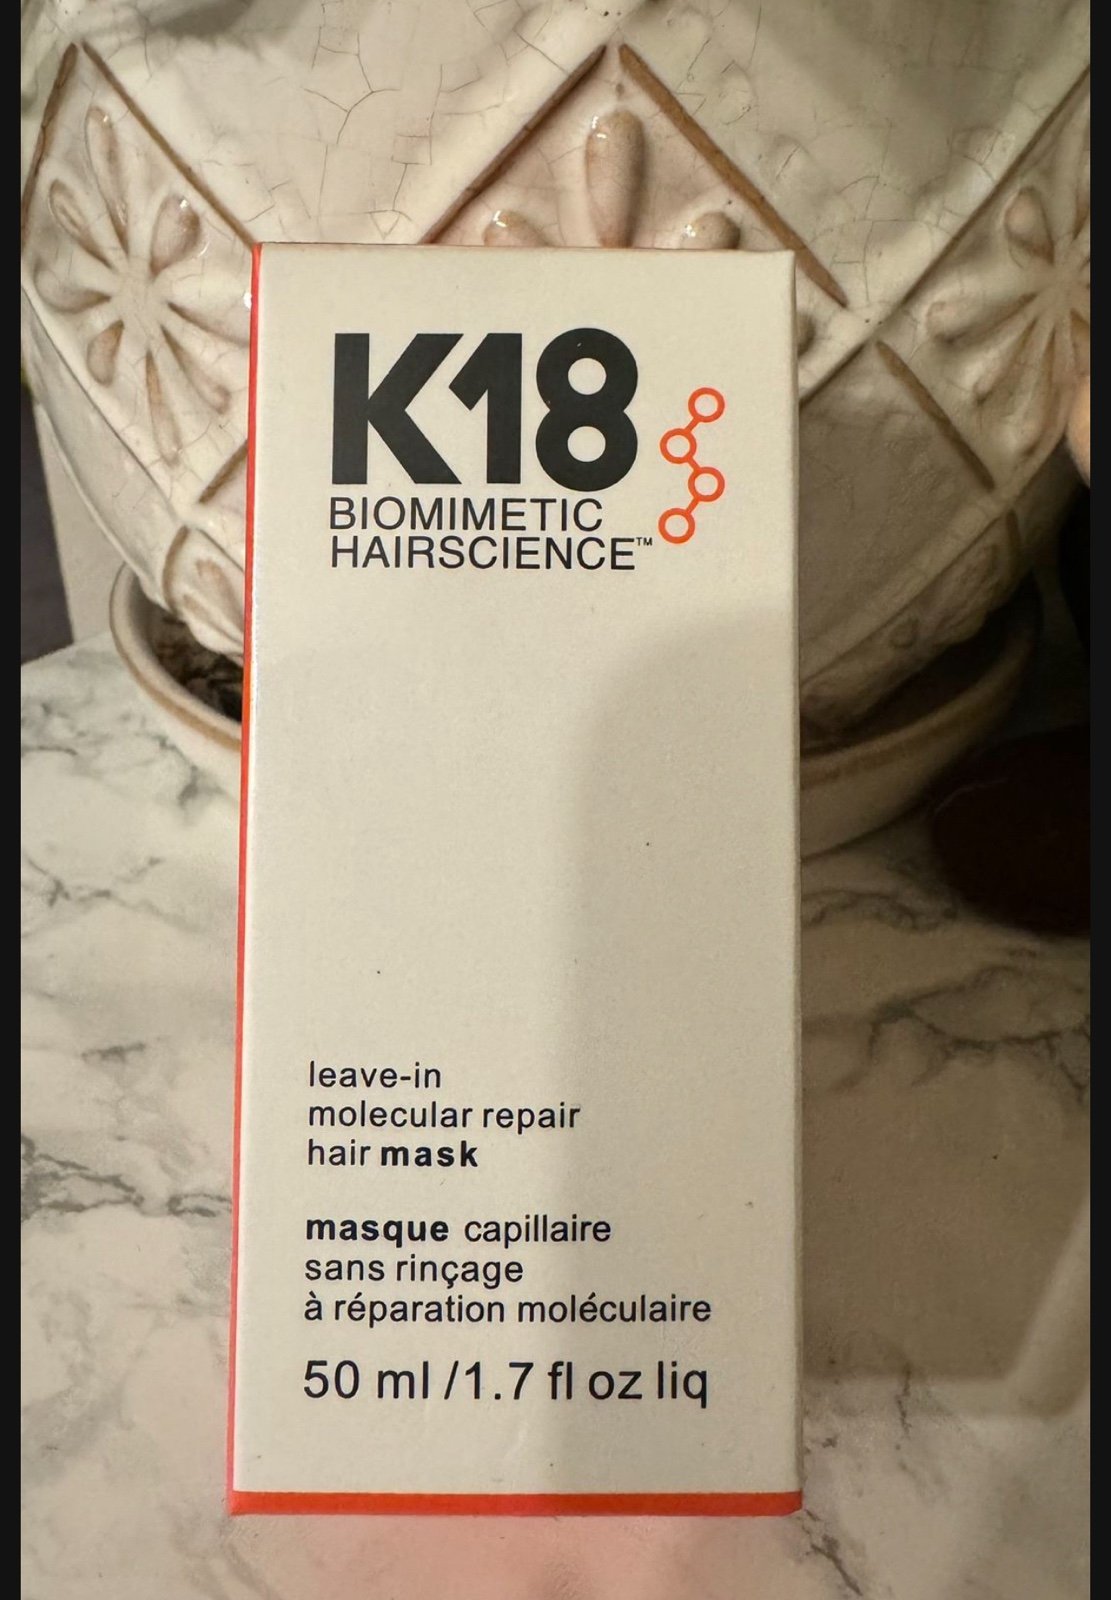 K18
BIOMIMETIC
HAIRSCIENCE™
leave-in
molecular repair
hair mask
masque capillaire
sans rinçage
à réparation moléculaire
50 ml /1.7 fl oz liq